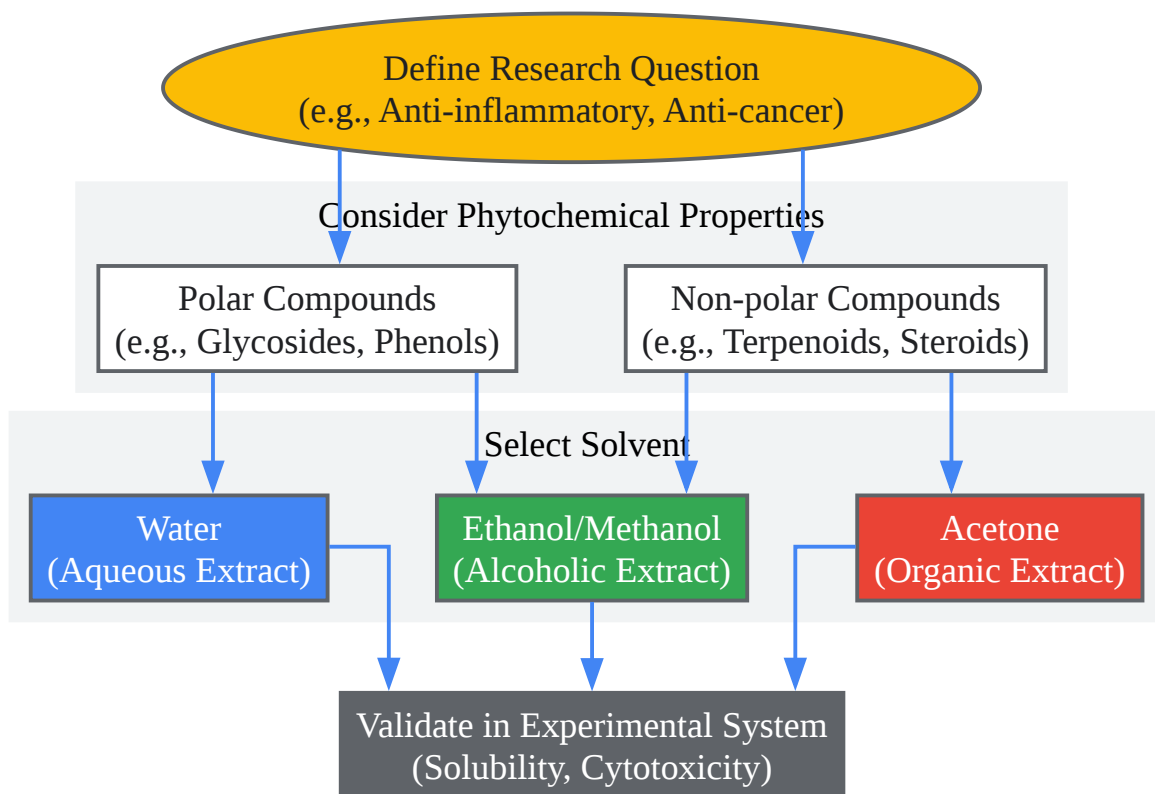 Define Research Question
(e.g., Anti-inflammatory, Anti-cancer)
Consider Phytochemical Properties
Polar Compounds
(e.g., Glycosides, Phenols)
Non-polar Compounds
(e.g., Terpenoids, Steroids)
Select Solvent
Water
(Aqueous Extract)
Ethanol/Methanol
(Alcoholic Extract)
Acetone
(Organic Extract)
Validate in Experimental System
(Solubility, Cytotoxicity)